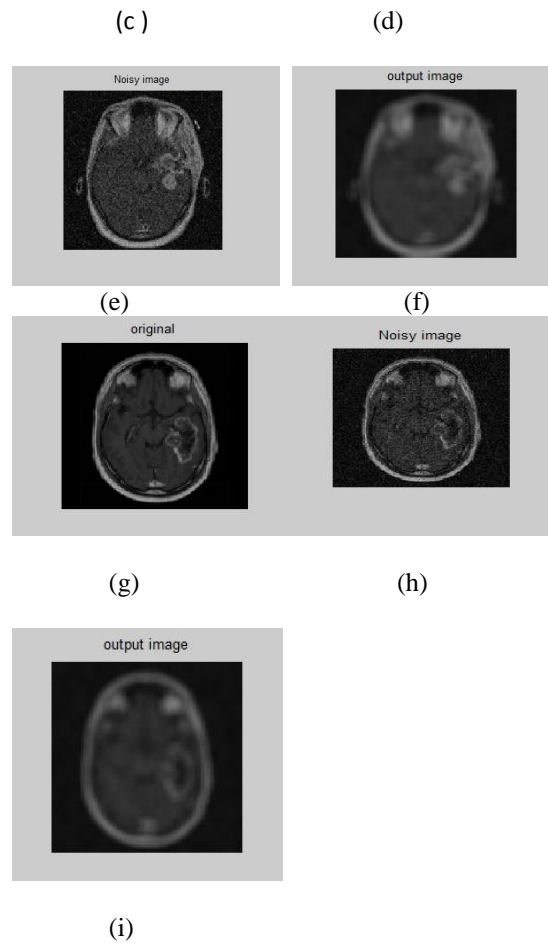 (c ) (d)
Noisy image output image
(e) (f)
original Noisy image
(g) (h)
output image
(i)